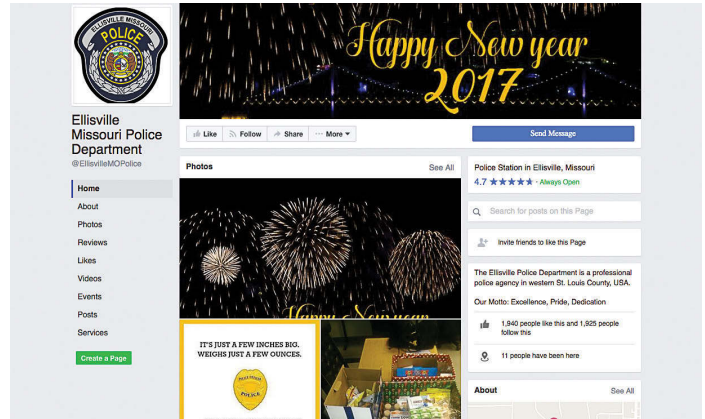 ELLISVILLE MISSOURI
POLICE
Happy New year
2017
Ellisville
Missouri Police
Department
@EllisvilleMOPolice
Like
Follow
Share
More
Send Message
Home
About
Photos
Reviews
Likes
Videos
Events
Posts
Services
Create a Page
Photos
See All
Happy New year
IT'S JUST A FEW INCHES BIG.
WEIGHS JUST A FEW OUNCES.
POLICE
Police Station in Ellisville, Missouri
4.7 ★★★★★ · Always Open
Search for posts on this Page
Invite friends to like this Page
The Ellisville Police Department is a professional
police agency in western St. Louis County, USA.
Our Motto: Excellence, Pride, Dedication
1,940 people like this and 1,925 people
follow this
11 people have been here
About
See All